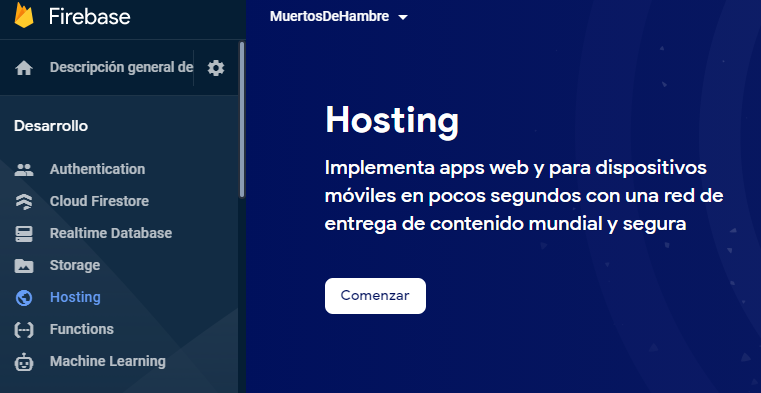 Firebase
Descripción general de
Desarrollo
Authentication
Cloud Firestore
Realtime Database
Storage
Hosting
Functions
Machine Learning
MuertosDeHambre
Hosting
Implementa apps web y para dispositivos
móviles en pocos segundos con una red de
entrega de contenido mundial y segura
Comenzar